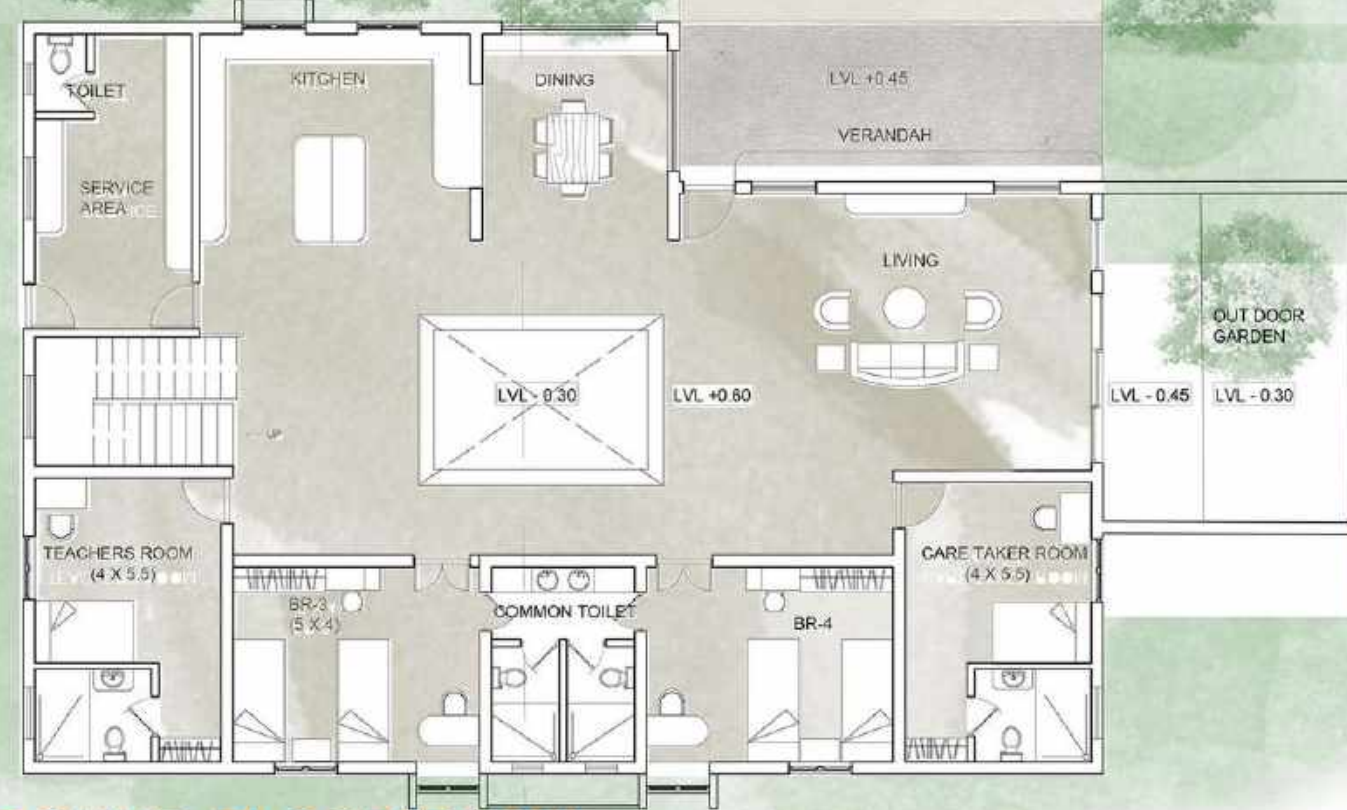 TOILET
KITCHEN
DINING
LVL +0.45
VERANDAH
SERVICE
AREA
LIVING
OUT DOOR
GARDEN
LVL - 0.30
LVL +0.60
LVL - 0.45
LVL - 0.30
UP
TEACHERS ROOM
(4 X 5.5)
CARE TAKER ROOM
(4 X 5.5)
BR-3
(5 X 4)
COMMON TOILET
BR-4